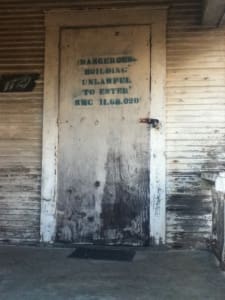 "DANGEROUS
BUILDING
UNLAWFUL
TO ENTER"
SMC 11.68.020